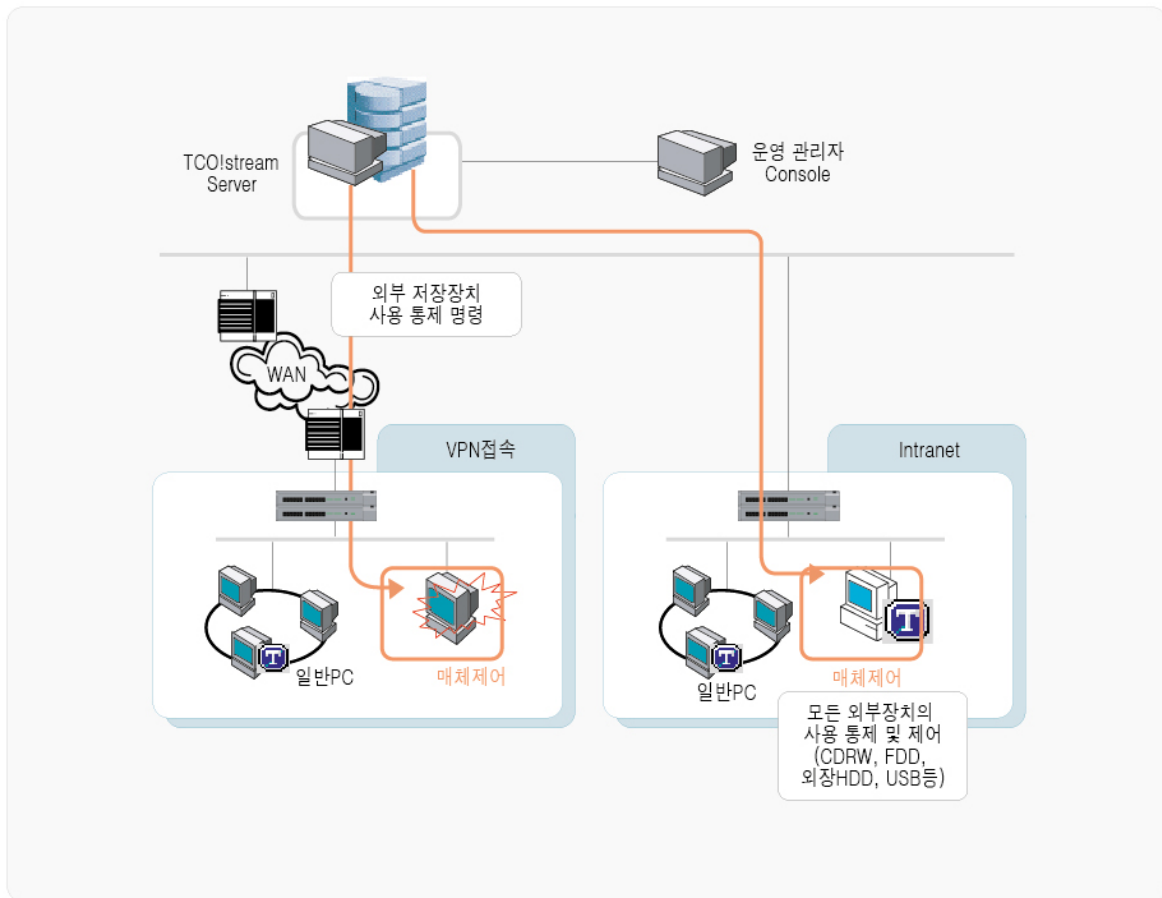 TCO!stream
Server
운영 관리자
Console
외부 저장장치
사용 통제 명령
WAN
VPN접속
Intranet
T
일반PC
매체제어
T
T
일반PC
매체제어
모든 외부장치의
사용 통제 및 제어
(CDRW, FDD,
외장HDD, USB등)